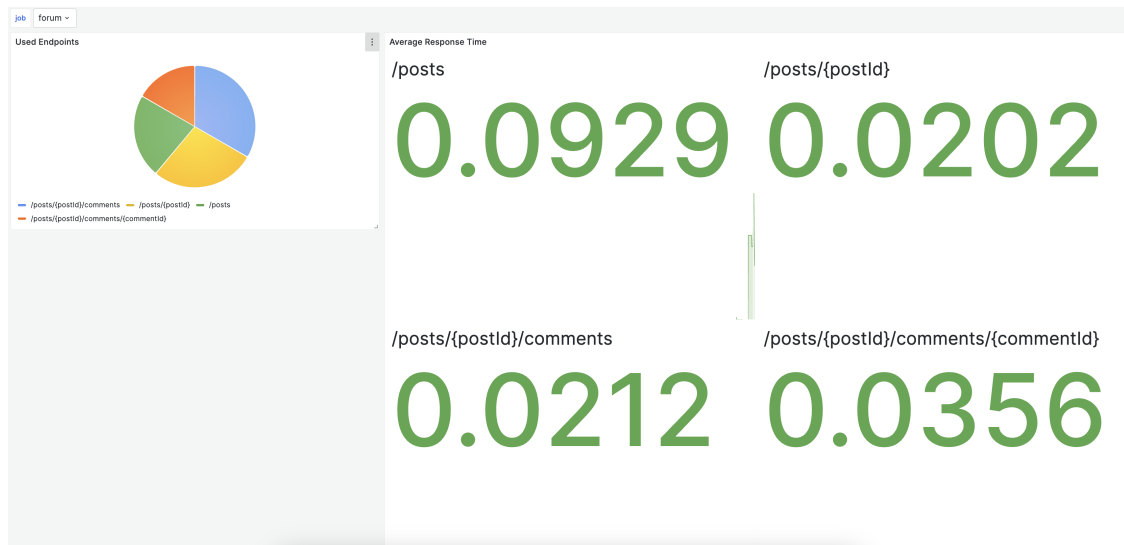 job forum
Used Endpoints
/posts/{postId}/comments /posts/{postId} /posts
/posts/{postId}/comments/{commentId}
Average Response Time
/posts
0.0929
/posts/{postId}
0.0202
/posts/{postId}/comments
0.0212
/posts/{postId}/comments/{commentId}
0.0356